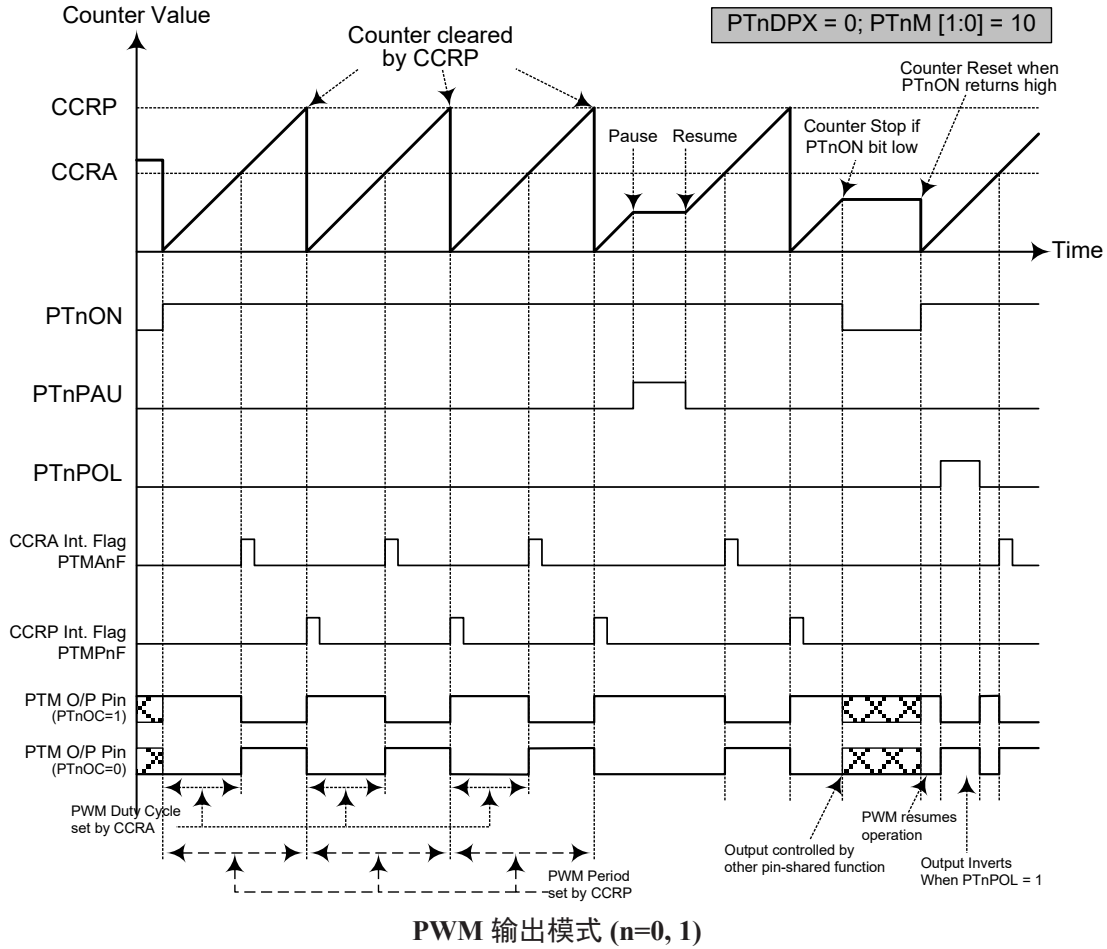 Counter Value
PTnDPX = 0; PTnM [1:0] = 10
Counter cleared
by CCRP
Counter Reset when
PTnON returns high
CCRP
Pause
Resume
Counter Stop if
PTnON bit low
CCRA
Time
PTnON
PTnPAU
PTnPOL
CCRA Int. Flag
PTMAnF
CCRP Int. Flag
PTMPnF
PTM O/P Pin
(PTnOC=1)
PTM O/P Pin
(PTnOC=0)
PWM Duty Cycle
set by CCRA
PWM resumes
operation
Output controlled by
other pin-shared function
Output Inverts
When PTnPOL = 1
PWM Period
set by CCRP
PWM 输出模式 (n=0, 1)